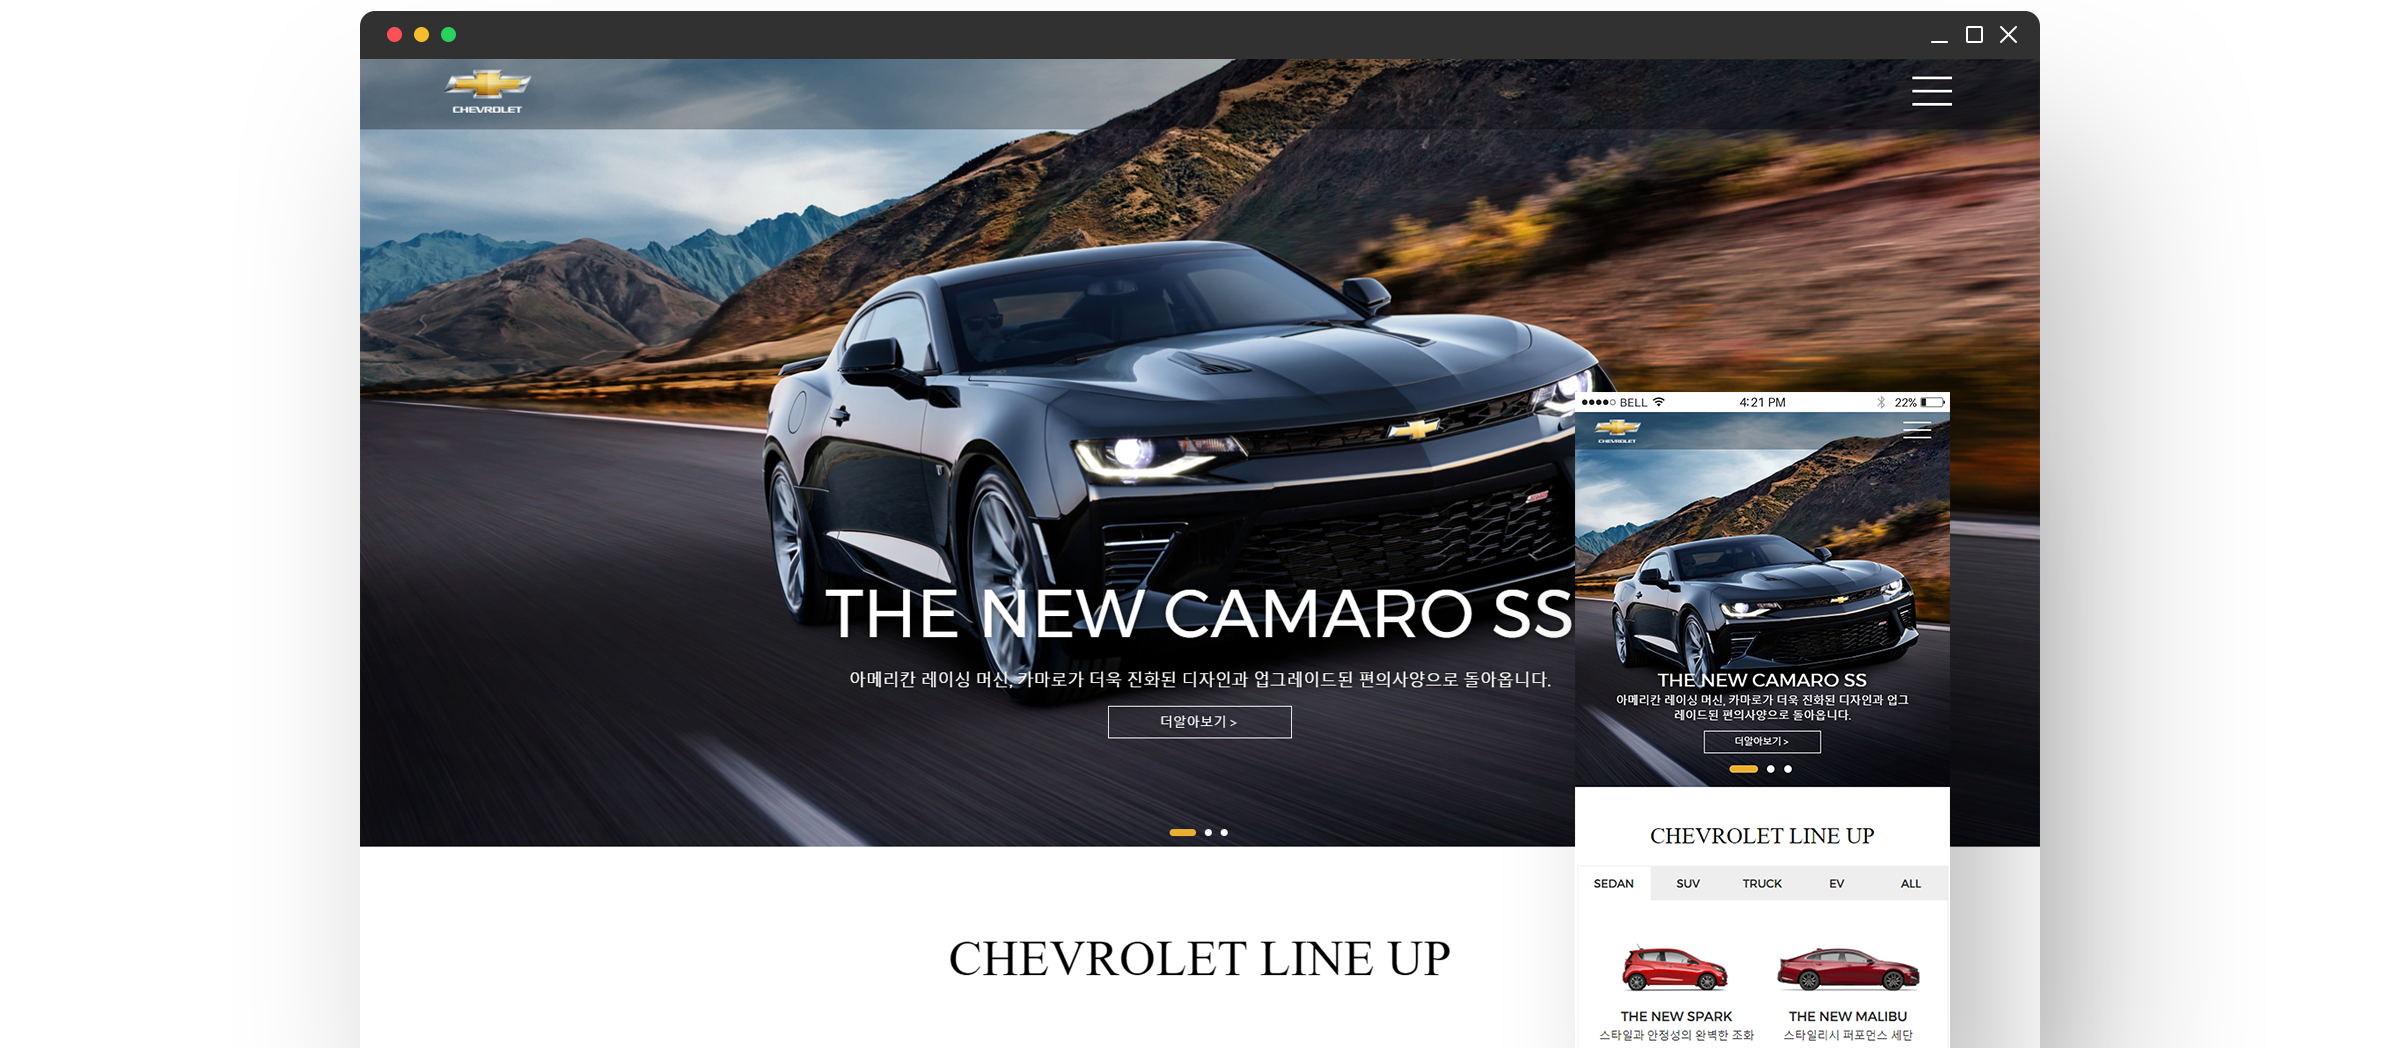 CHEVROLET
THE NEW CAMARO SS
아메리칸 레이싱 머신, 카마로가 더욱 진화된 디자인과 업그레이드된 편의사양으로 돌아옵니다.
더알아보기 >
CHEVROLET LINE UP
BELL 4:21 PM 22%
CHEVROLET
THE NEW CAMARO SS
아메리칸 레이싱 머신, 카마로가 더욱 진화된 디자인과 업그
레이드된 편의사양으로 돌아옵니다.
더알아보기 >
CHEVROLET LINE UP
SEDAN SUV TRUCK EV ALL
THE NEW SPARK
스타일과 안정성의 완벽한 조화
THE NEW MALIBU
스타일리시 퍼포먼스 세단